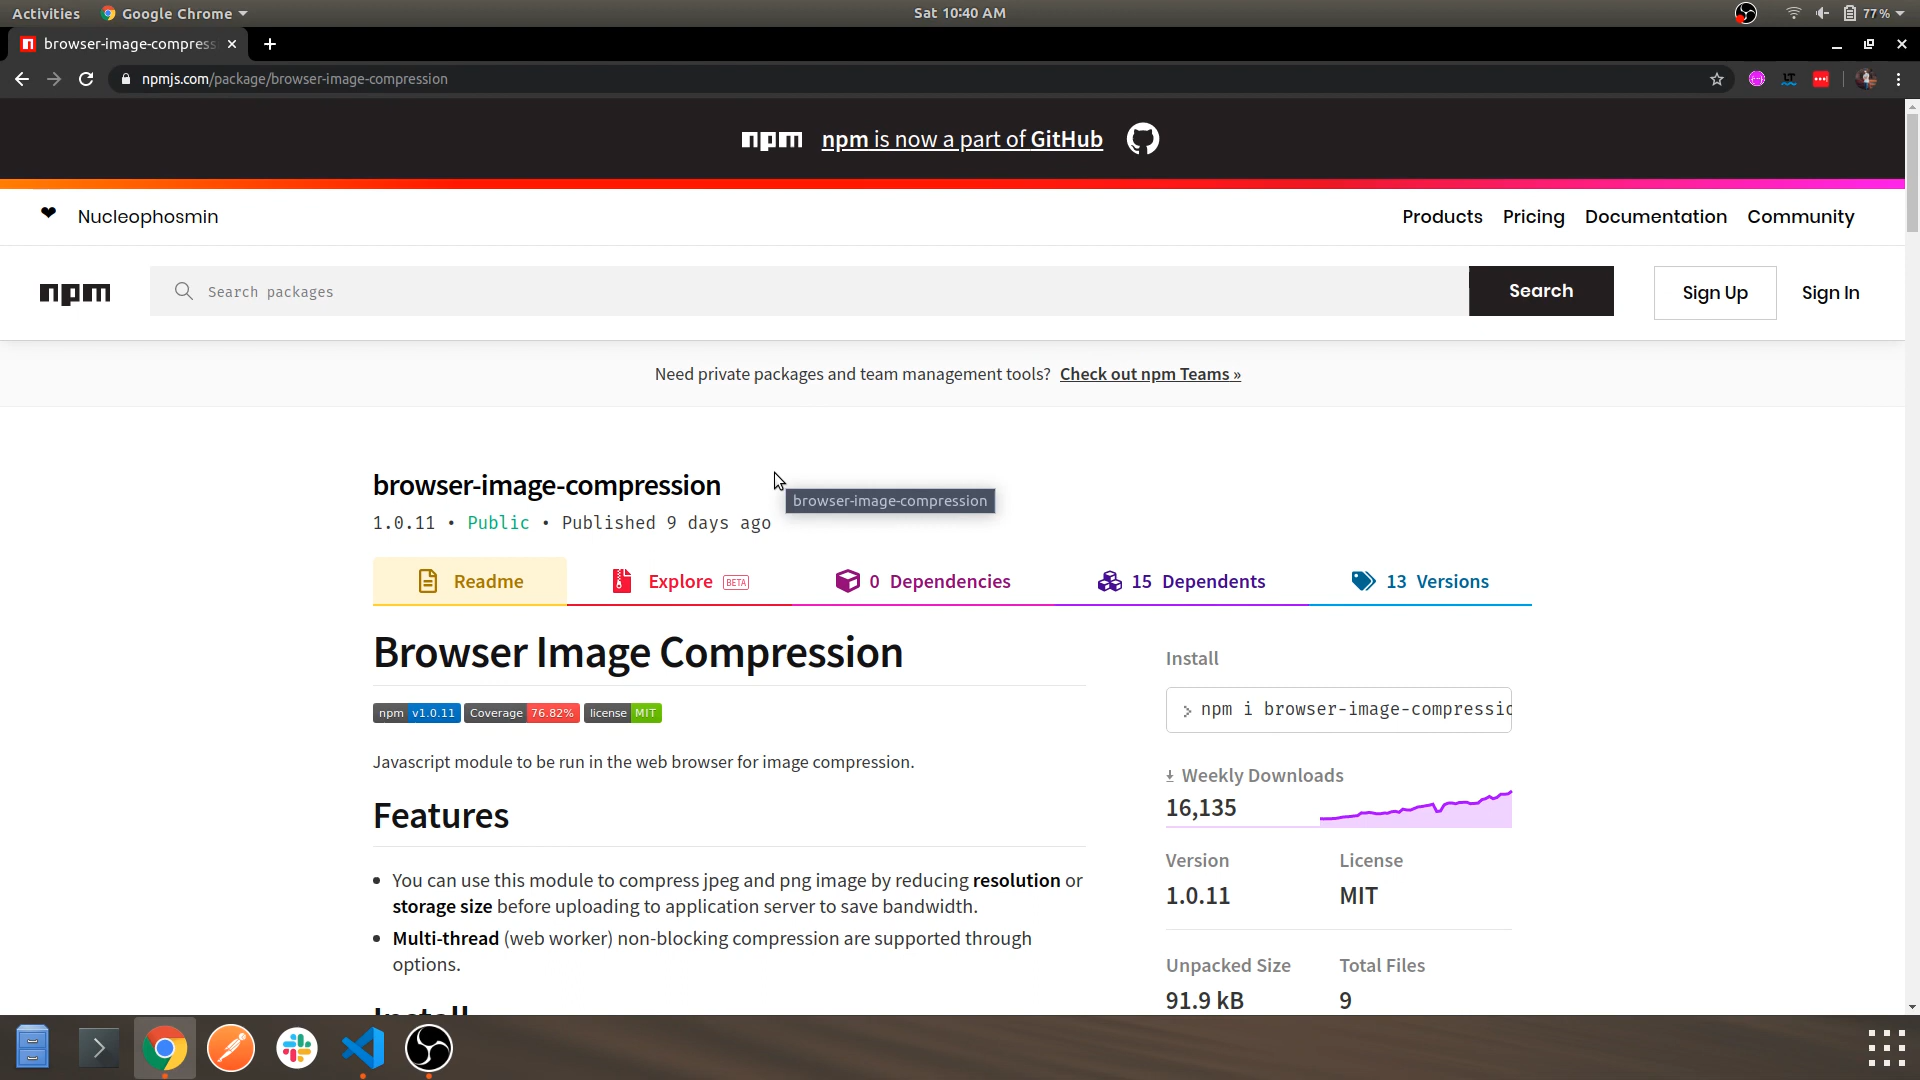 Activities
Google Chrome
Sat 10:40 AM
77 %
browser-image-compress
npmjs.com/package/browser-image-compression
npm
npm is now a part of GitHub
❤
Nucleophosmin
Products
Pricing
Documentation
Community
npm
Search packages
Search
Sign Up
Sign In
Need private packages and team management tools? Check out npm Teams »
browser-image-compression
browser-image-compression
1.0.11 • Public • Published 9 days ago
Readme
Explore BETA
0 Dependencies
15 Dependents
13 Versions
Browser Image Compression
npm v1.0.11
Coverage 76.82%
license MIT
Javascript module to be run in the web browser for image compression.
Features
• You can use this module to compress jpeg and png image by reducing resolution or
storage size before uploading to application server to save bandwidth.
• Multi-thread (web worker) non-blocking compression are supported through
options.
Install
Install
> npm i browser-image-compressio
Weekly Downloads
16,135
Version
License
1.0.11
MIT
Unpacked Size
Total Files
91.9 kB
9